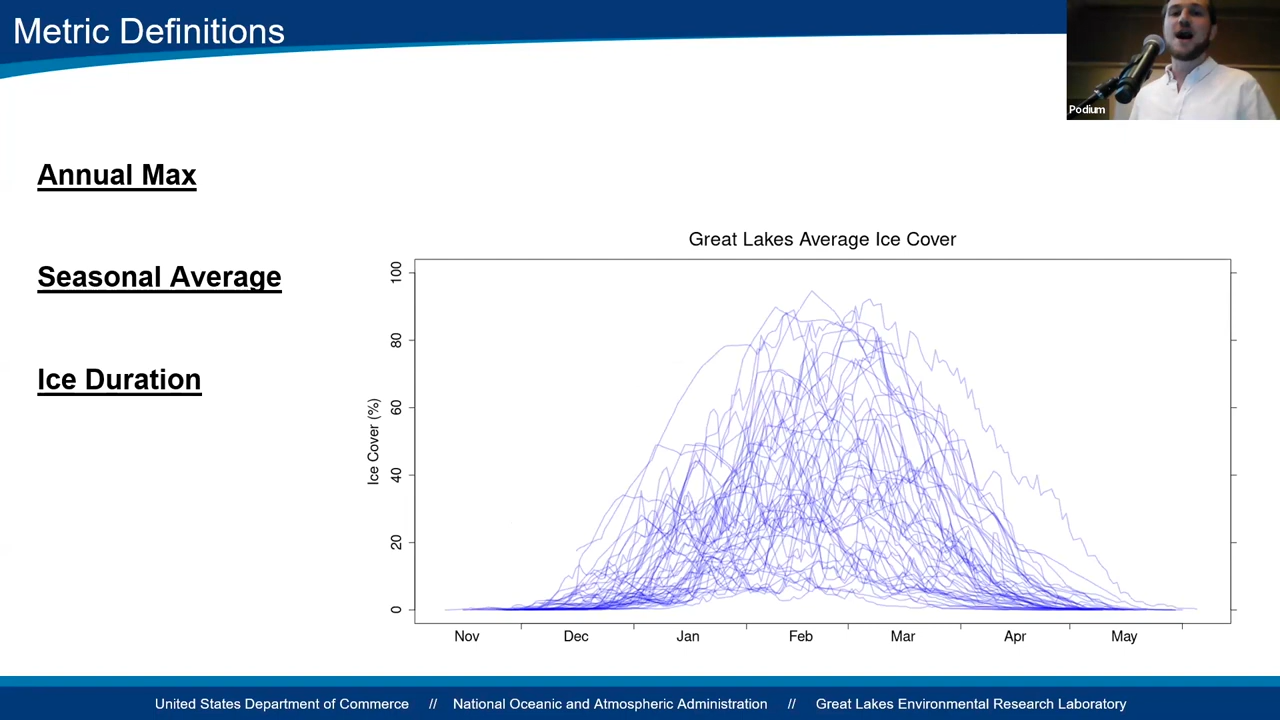 Metric Definitions
Podium
Annual Max
Seasonal Average
Ice Duration
Great Lakes Average Ice Cover
Ice Cover (%)
100
80
60
40
20
0
Nov Dec Jan Feb Mar Apr May
United States Department of Commerce // National Oceanic and Atmospheric Administration // Great Lakes Environmental Research Laboratory